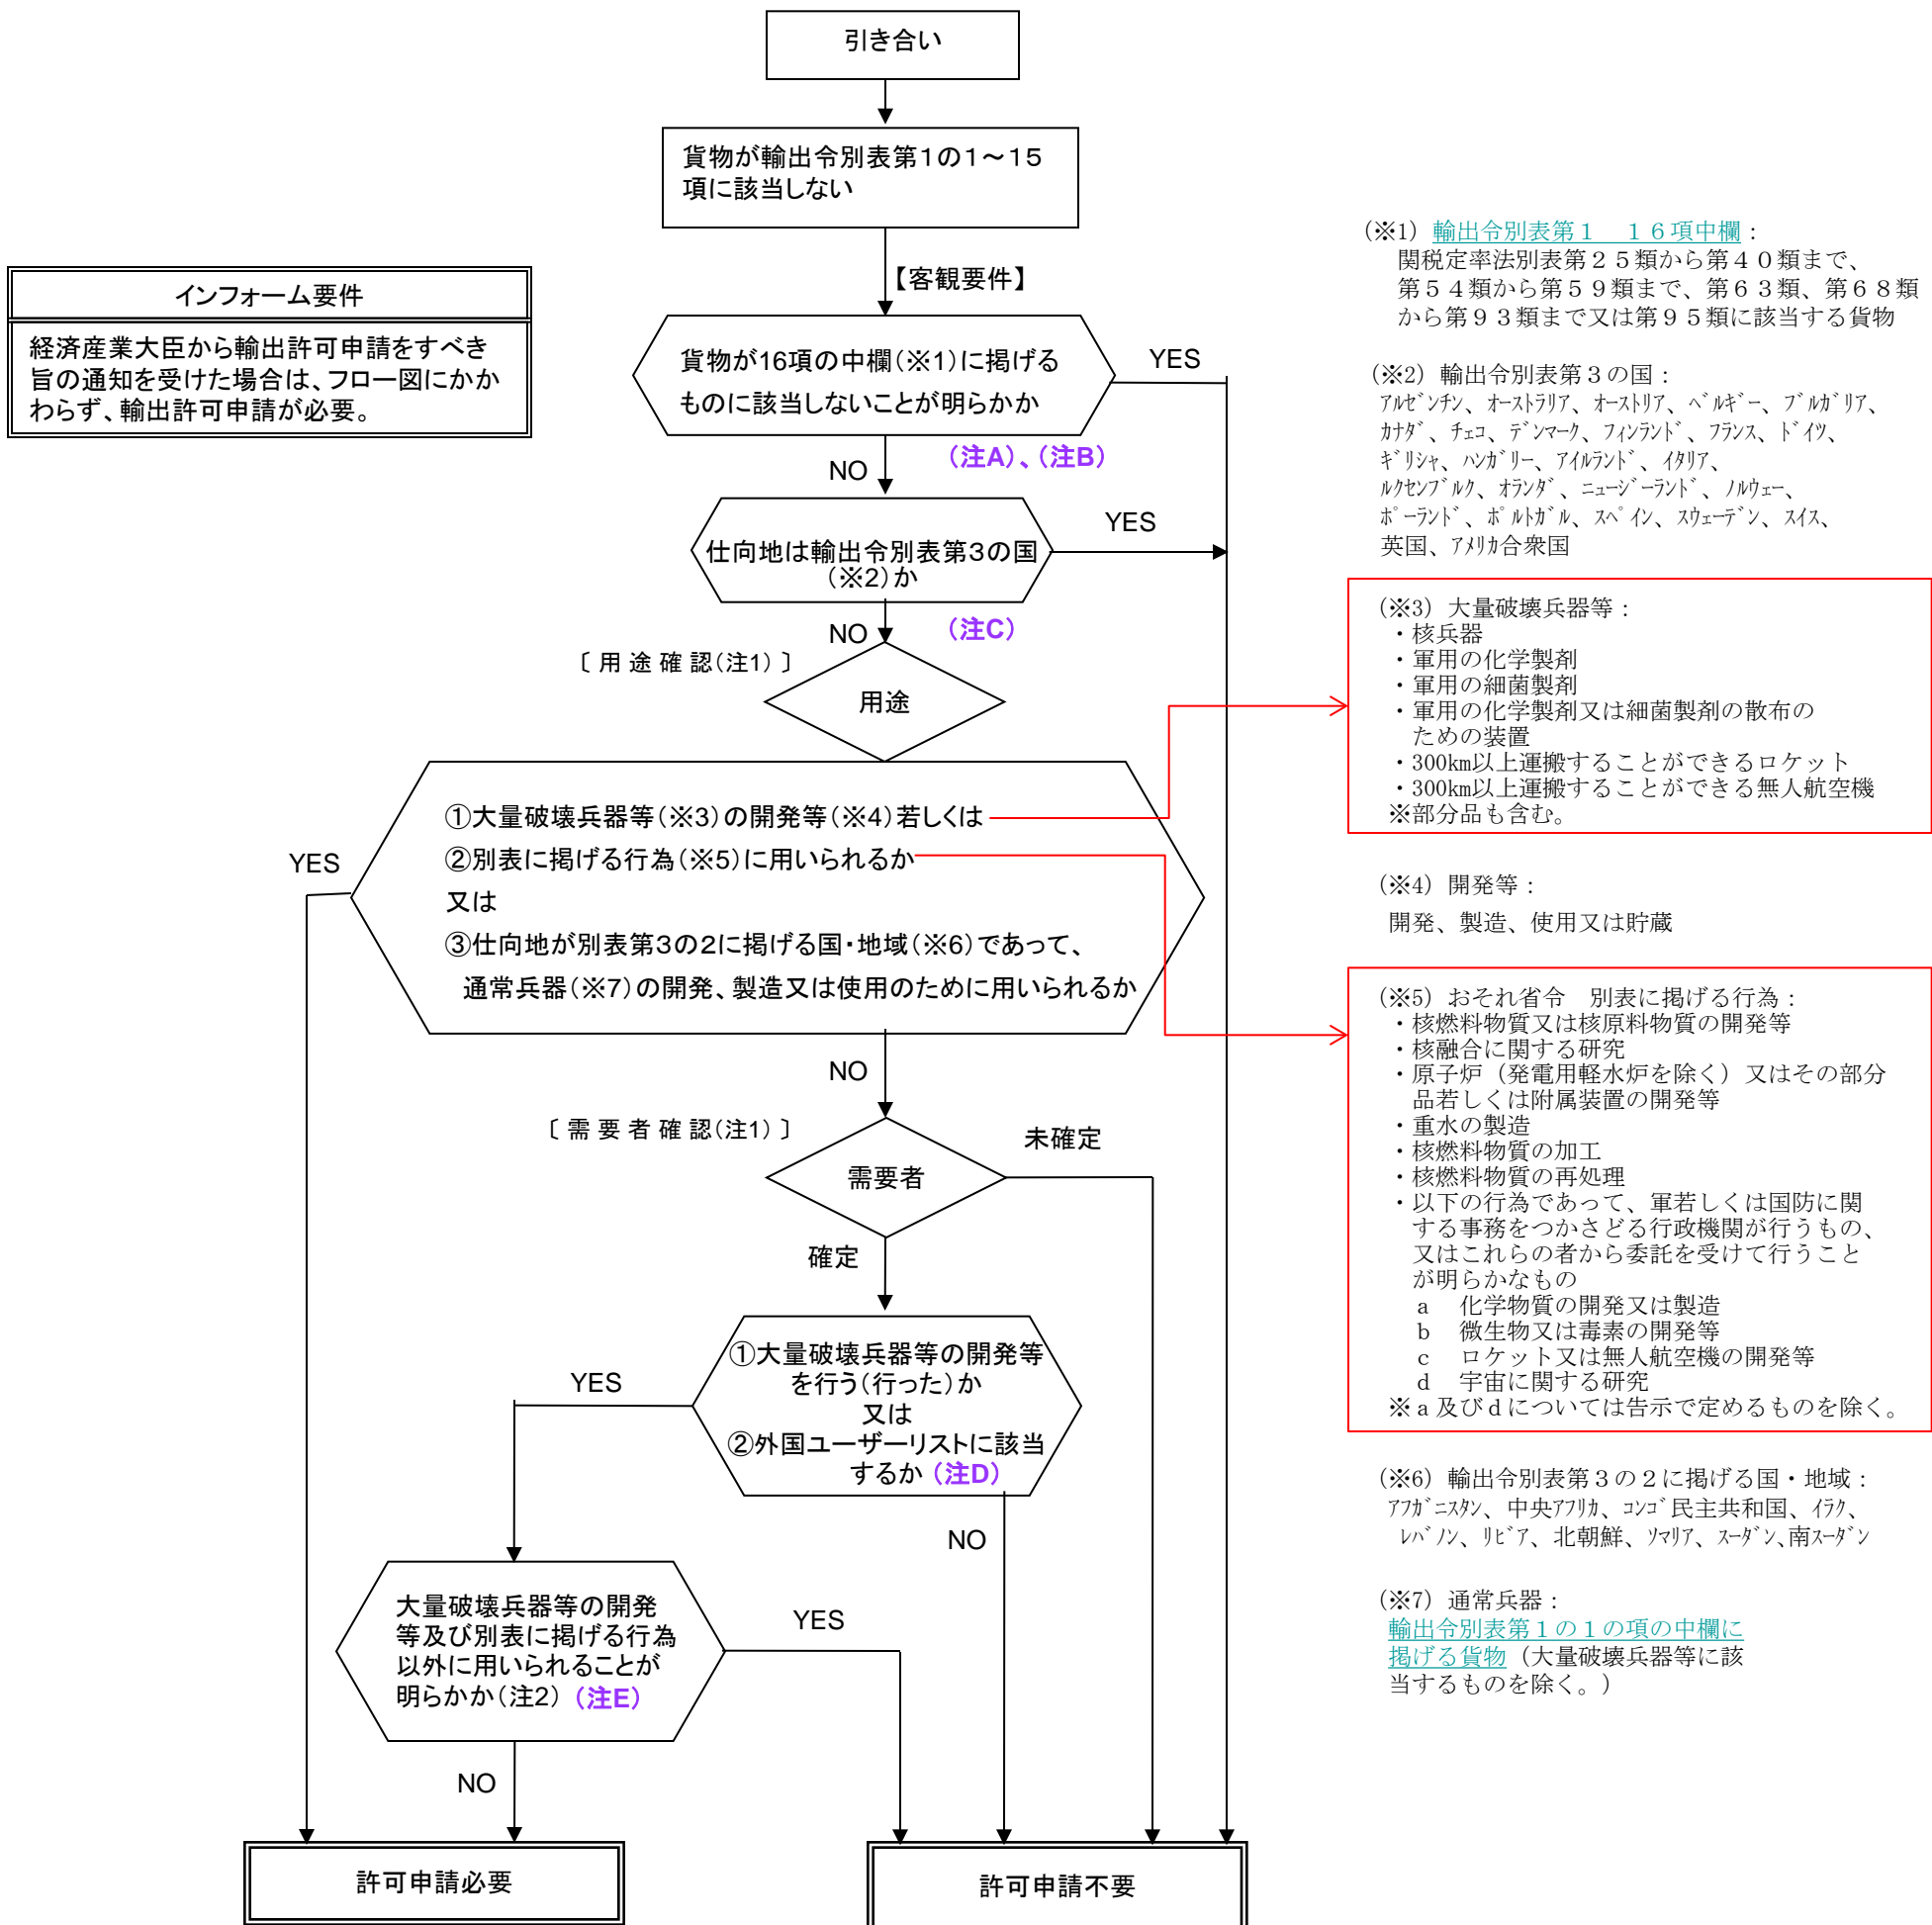 引き合い
貨物が輸出令別表第1の1～15
項に該当しない
【客観要件】
インフォーム要件
経済産業大臣から輸出許可申請をすべき
旨の通知を受けた場合は、フロー図にかか
わらず、輸出許可申請が必要。
貨物が16項の中欄(※1)に掲げる
ものに該当しないことが明らかか
YES
(注A)、(注B)
NO
仕向地は輸出令別表第3の国
(※2)か
YES
(注C)
NO
〔 用 途 確 認(注1) 〕
用途
①大量破壊兵器等(※3)の開発等(※4)若しくは
②別表に掲げる行為(※5)に用いられるか
又は
③仕向地が別表第3の2に掲げる国・地域(※6)であって、
通常兵器(※7)の開発、製造又は使用のために用いられるか
YES
NO
〔 需 要 者 確 認(注1) 〕
需要者
未確定
確定
①大量破壊兵器等の開発等
を行う(行った)か
又は
②外国ユーザーリストに該当
するか (注D)
YES
NO
大量破壊兵器等の開発
等及び別表に掲げる行為
以外に用いられることが
明らかか(注2) (注E)
YES
NO
許可申請必要
許可申請不要
(※1) 輸出令別表第１　１６項中欄：
関税定率法別表第２５類から第４０類まで、
第５４類から第５９類まで、第６３類、第６８類
から第９３類まで又は第９５類に該当する貨物
(※2) 輸出令別表第３の国：
ｱﾙｾﾞﾝﾁﾝ、ｵｰｽﾄﾗﾘｱ、ｵｰｽﾄﾘｱ、ﾍﾞﾙｷﾞｰ、ﾌﾞﾙｶﾞﾘｱ、
ｶﾅﾀﾞ、ﾁｪｺ、ﾃﾞﾝﾏｰｸ、ﾌｨﾝﾗﾝﾄﾞ、ﾌﾗﾝｽ、ﾄﾞｲﾂ、
ｷﾞﾘｼｬ、ﾊﾝｶﾞﾘｰ、ｱｲﾙﾗﾝﾄﾞ、ｲﾀﾘｱ、
ﾙｸｾﾝﾌﾞﾙｸ、ｵﾗﾝﾀﾞ、ﾆｭｰｼﾞｰﾗﾝﾄﾞ、ﾉﾙｳｪｰ、
ﾎﾟｰﾗﾝﾄﾞ、ﾎﾟﾙﾄｶﾞﾙ、ｽﾍﾟｲﾝ、ｽｳｪｰﾃﾞﾝ、ｽｲｽ、
英国、ｱﾒﾘｶ合衆国
(※3) 大量破壊兵器等：
・核兵器
・軍用の化学製剤
・軍用の細菌製剤
・軍用の化学製剤又は細菌製剤の散布の
ための装置
・300㎞以上運搬することができるロケット
・300㎞以上運搬することができる無人航空機
※部分品も含む。
(※4) 開発等：
開発、製造、使用又は貯蔵
(※5) おそれ省令　別表に掲げる行為：
・核燃料物質又は核原料物質の開発等
・核融合に関する研究
・原子炉（発電用軽水炉を除く）又はその部分
品若しくは附属装置の開発等
・重水の製造
・核燃料物質の加工
・核燃料物質の再処理
・以下の行為であって、軍若しくは国防に関
する事務をつかさどる行政機関が行うもの、
又はこれらの者から委託を受けて行うこと
が明らかなもの
ａ　化学物質の開発又は製造
ｂ　微生物又は毒素の開発等
ｃ　ロケット又は無人航空機の開発等
ｄ　宇宙に関する研究
※ａ及びｄについては告示で定めるものを除く。
(※6) 輸出令別表第３の２に掲げる国・地域：
ｱﾌｶﾞﾆｽﾀﾝ、中央ｱﾌﾘｶ、ｺﾝｺﾞ民主共和国、ｲﾗｸ、
ﾚﾊﾞﾉﾝ、ﾘﾋﾞｱ、北朝鮮、ｿﾏﾘｱ、ｽｰﾀﾞﾝ､南ｽｰﾀﾞﾝ
(※7) 通常兵器：
輸出令別表第１の１の項の中欄に
掲げる貨物（大量破壊兵器等に該
当するものを除く。）